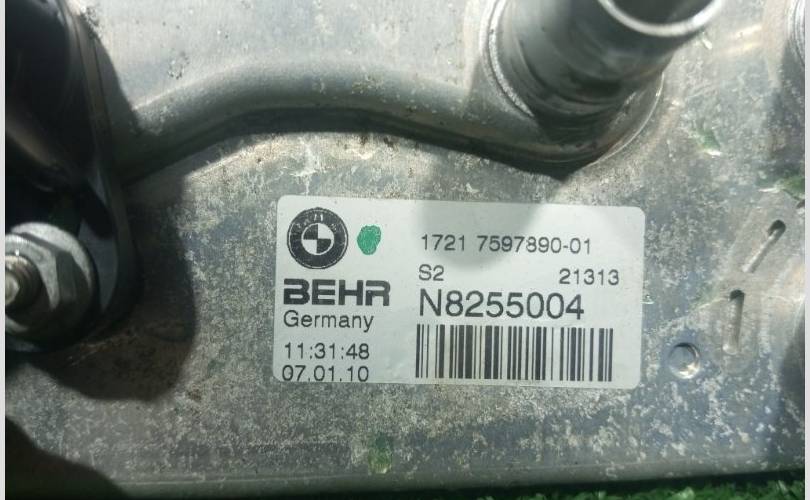 1721 7597890-01
S2 21313
BEHR
N8255004
Germany
11:31:48
07.01.10